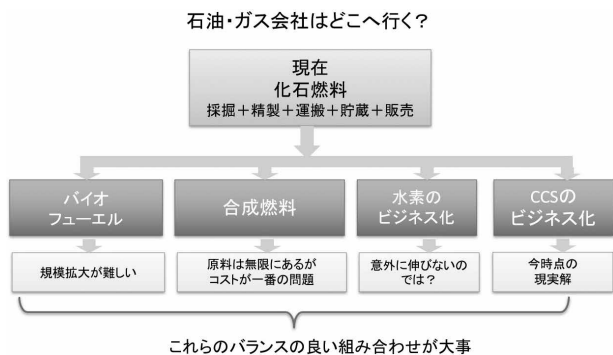 石油・ガス会社はどこへ行く?
現在
化石燃料
採掘＋精製＋運搬＋貯蔵＋販売
バイオ
フューエル
合成燃料
水素の
ビジネス化
CCSの
ビジネス化
規模拡大が難しい
原料は無限にあるが
コストが一番の問題
意外に伸びないの
では?
今時点の
現実解
これらのバランスの良い組み合わせが大事